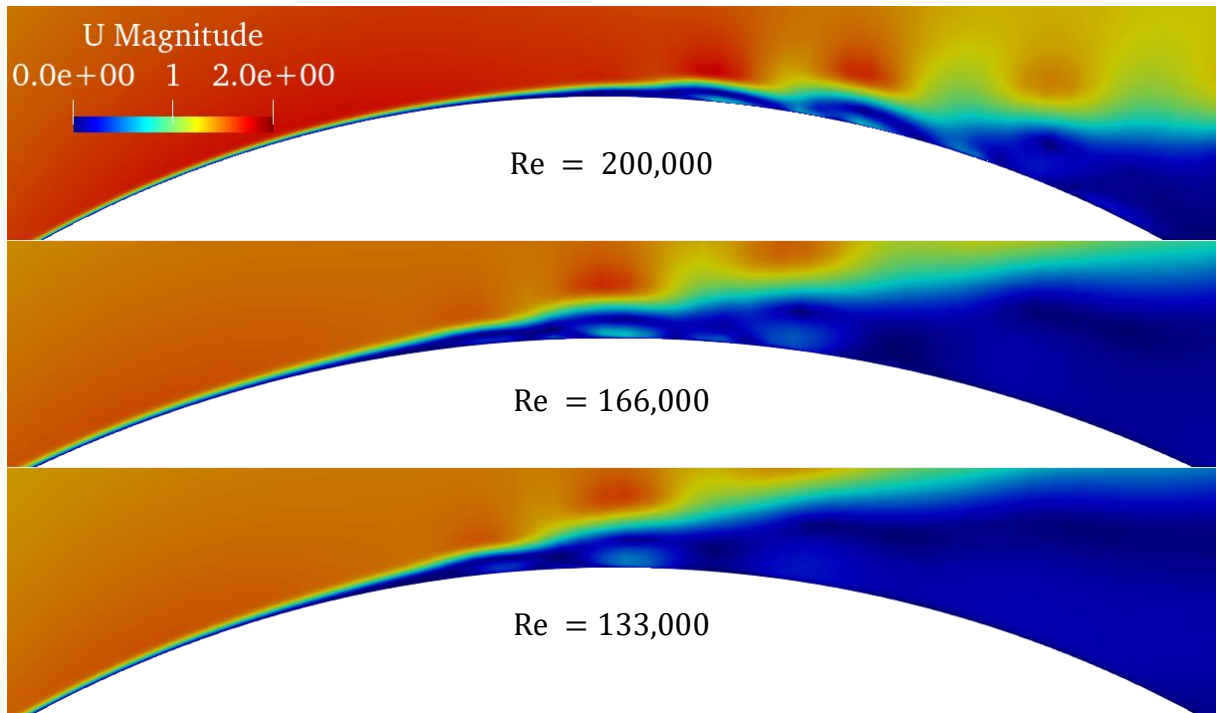 U Magnitude
0.0e+00 1 2.0e+00
Re = 200,000
Re = 166,000
Re = 133,000